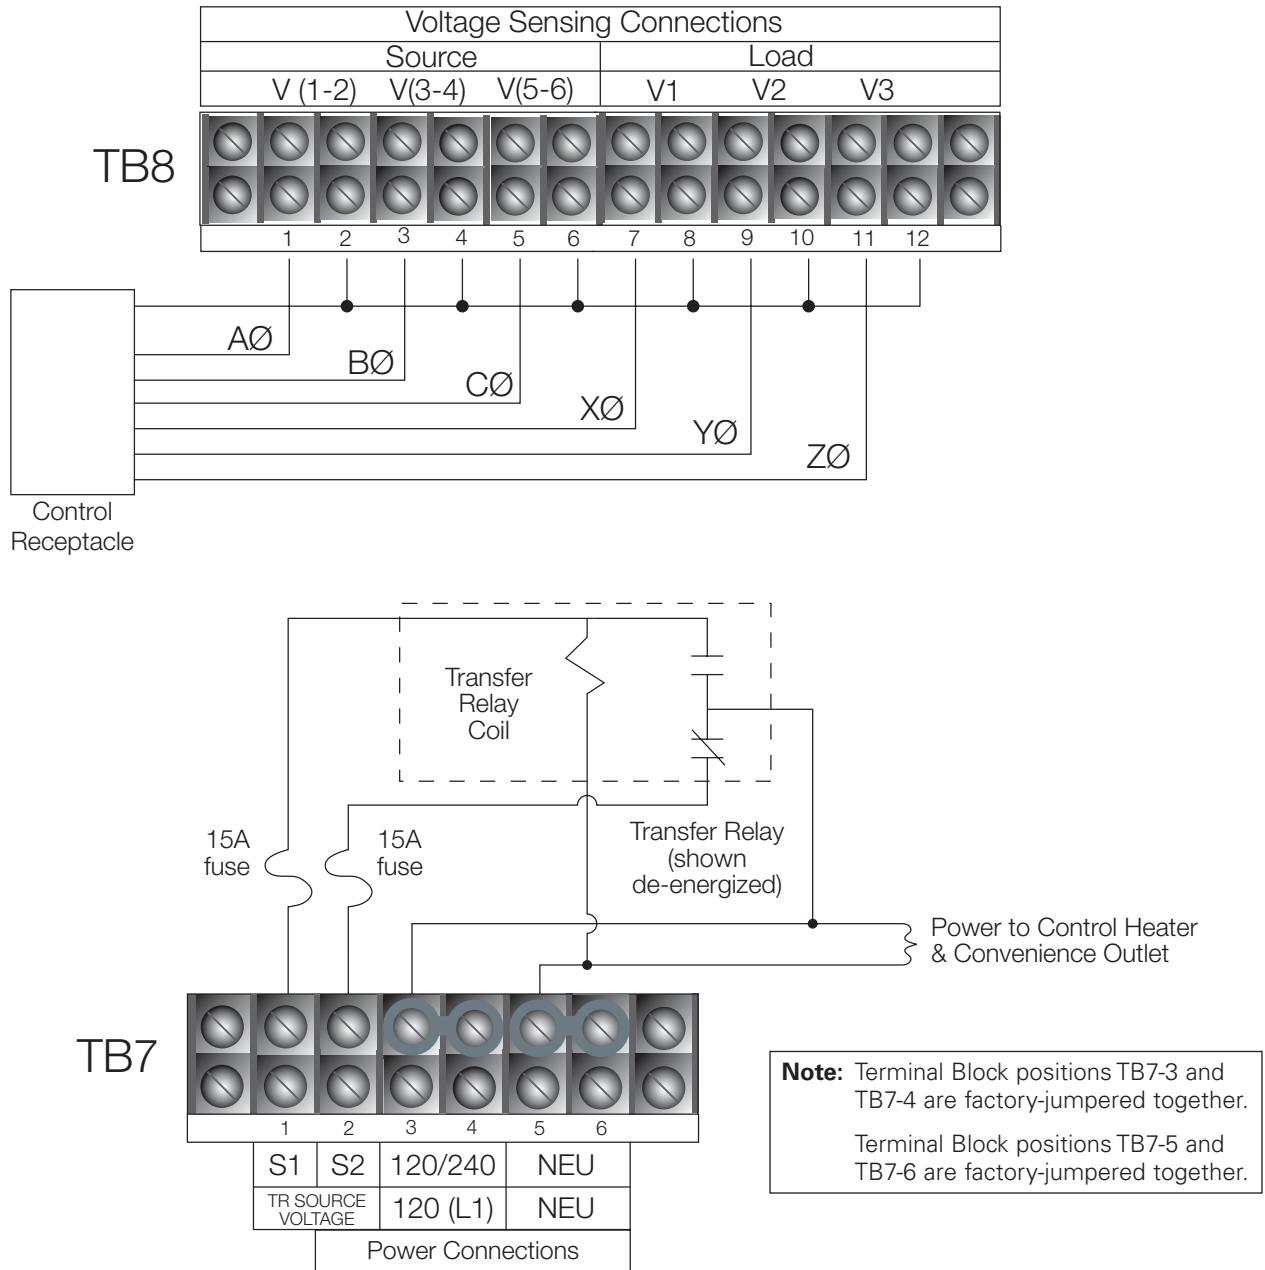 Voltage Sensing Connections
Source Load
V (1-2) V(3-4) V(5-6) V1 V2 V3
TB8
1 2 3 4 5 6 7 8 9 10 11 12
AØ
BØ
CØ
XØ
YØ
ZØ
Control
Receptacle
Transfer
Relay
Coil
15A
fuse
15A
fuse
Transfer Relay
(shown
de-energized)
Power to Control Heater
& Convenience Outlet
TB7
1 2 3 4 5 6
S1 S2 120/240 NEU
TR SOURCE
VOLTAGE
120 (L1) NEU
Power Connections
Note: Terminal Block positions TB7-3 and
TB7-4 are factory-jumpered together.
Terminal Block positions TB7-5 and
TB7-6 are factory-jumpered together.